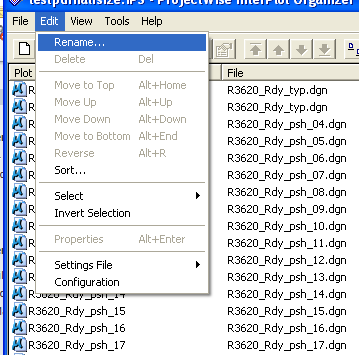 testpdfnatlsize.IPS - ProjectWise InterPlot Organizer
File Edit View Tools Help
Rename...
Delete Del
Move to Top Alt+Home
Move Up Alt+Up
Move Down Alt+Down
Move to Bottom Alt+End
Reverse Alt+R
Sort...
Select
Invert Selection
Properties Alt+Enter
Settings File
Configuration
Plot File
R3620_Rdy_typ.dgn
R3620_Rdy_typ.dgn
R3620_Rdy_psh_04.dgn
R3620_Rdy_psh_05.dgn
R3620_Rdy_psh_06.dgn
R3620_Rdy_psh_07.dgn
R3620_Rdy_psh_08.dgn
R3620_Rdy_psh_09.dgn
R3620_Rdy_psh_10.dgn
R3620_Rdy_psh_11.dgn
R3620_Rdy_psh_12.dgn
R3620_Rdy_psh_13.dgn
R3620_Rdy_psh_14 R3620_Rdy_psh_14.dgn
R3620_Rdy_psh_15 R3620_Rdy_psh_15.dgn
R3620_Rdy_psh_16 R3620_Rdy_psh_16.dgn
R3620_Rdy_psh_17 R3620_Rdy_psh_17.dgn